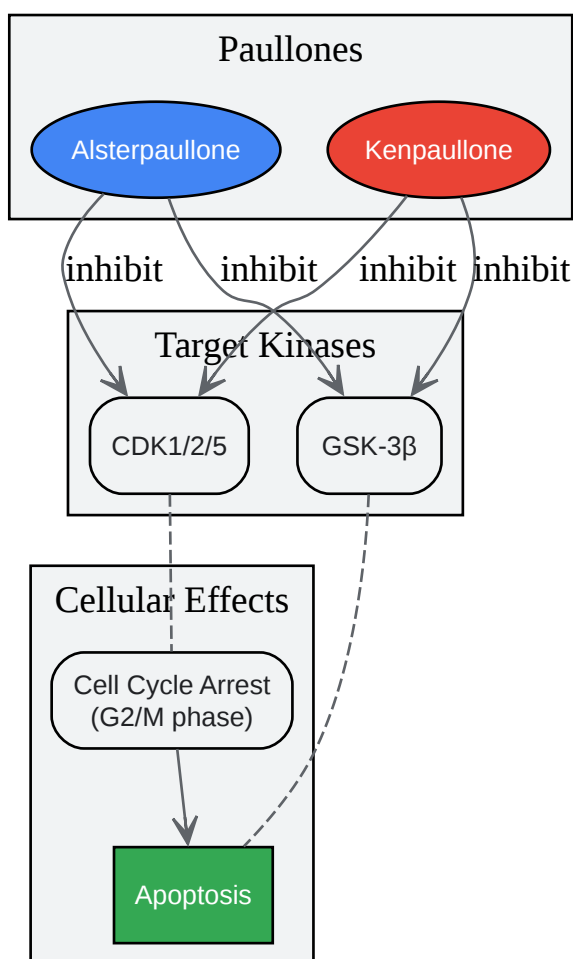 Paullones
Alsterpaullone
Kenpaullone
inhibit
inhibit
inhibit
inhibit
Target Kinases
CDK1/2/5
GSK-3β
Cellular Effects
Cell Cycle Arrest
(G2/M phase)
Apoptosis